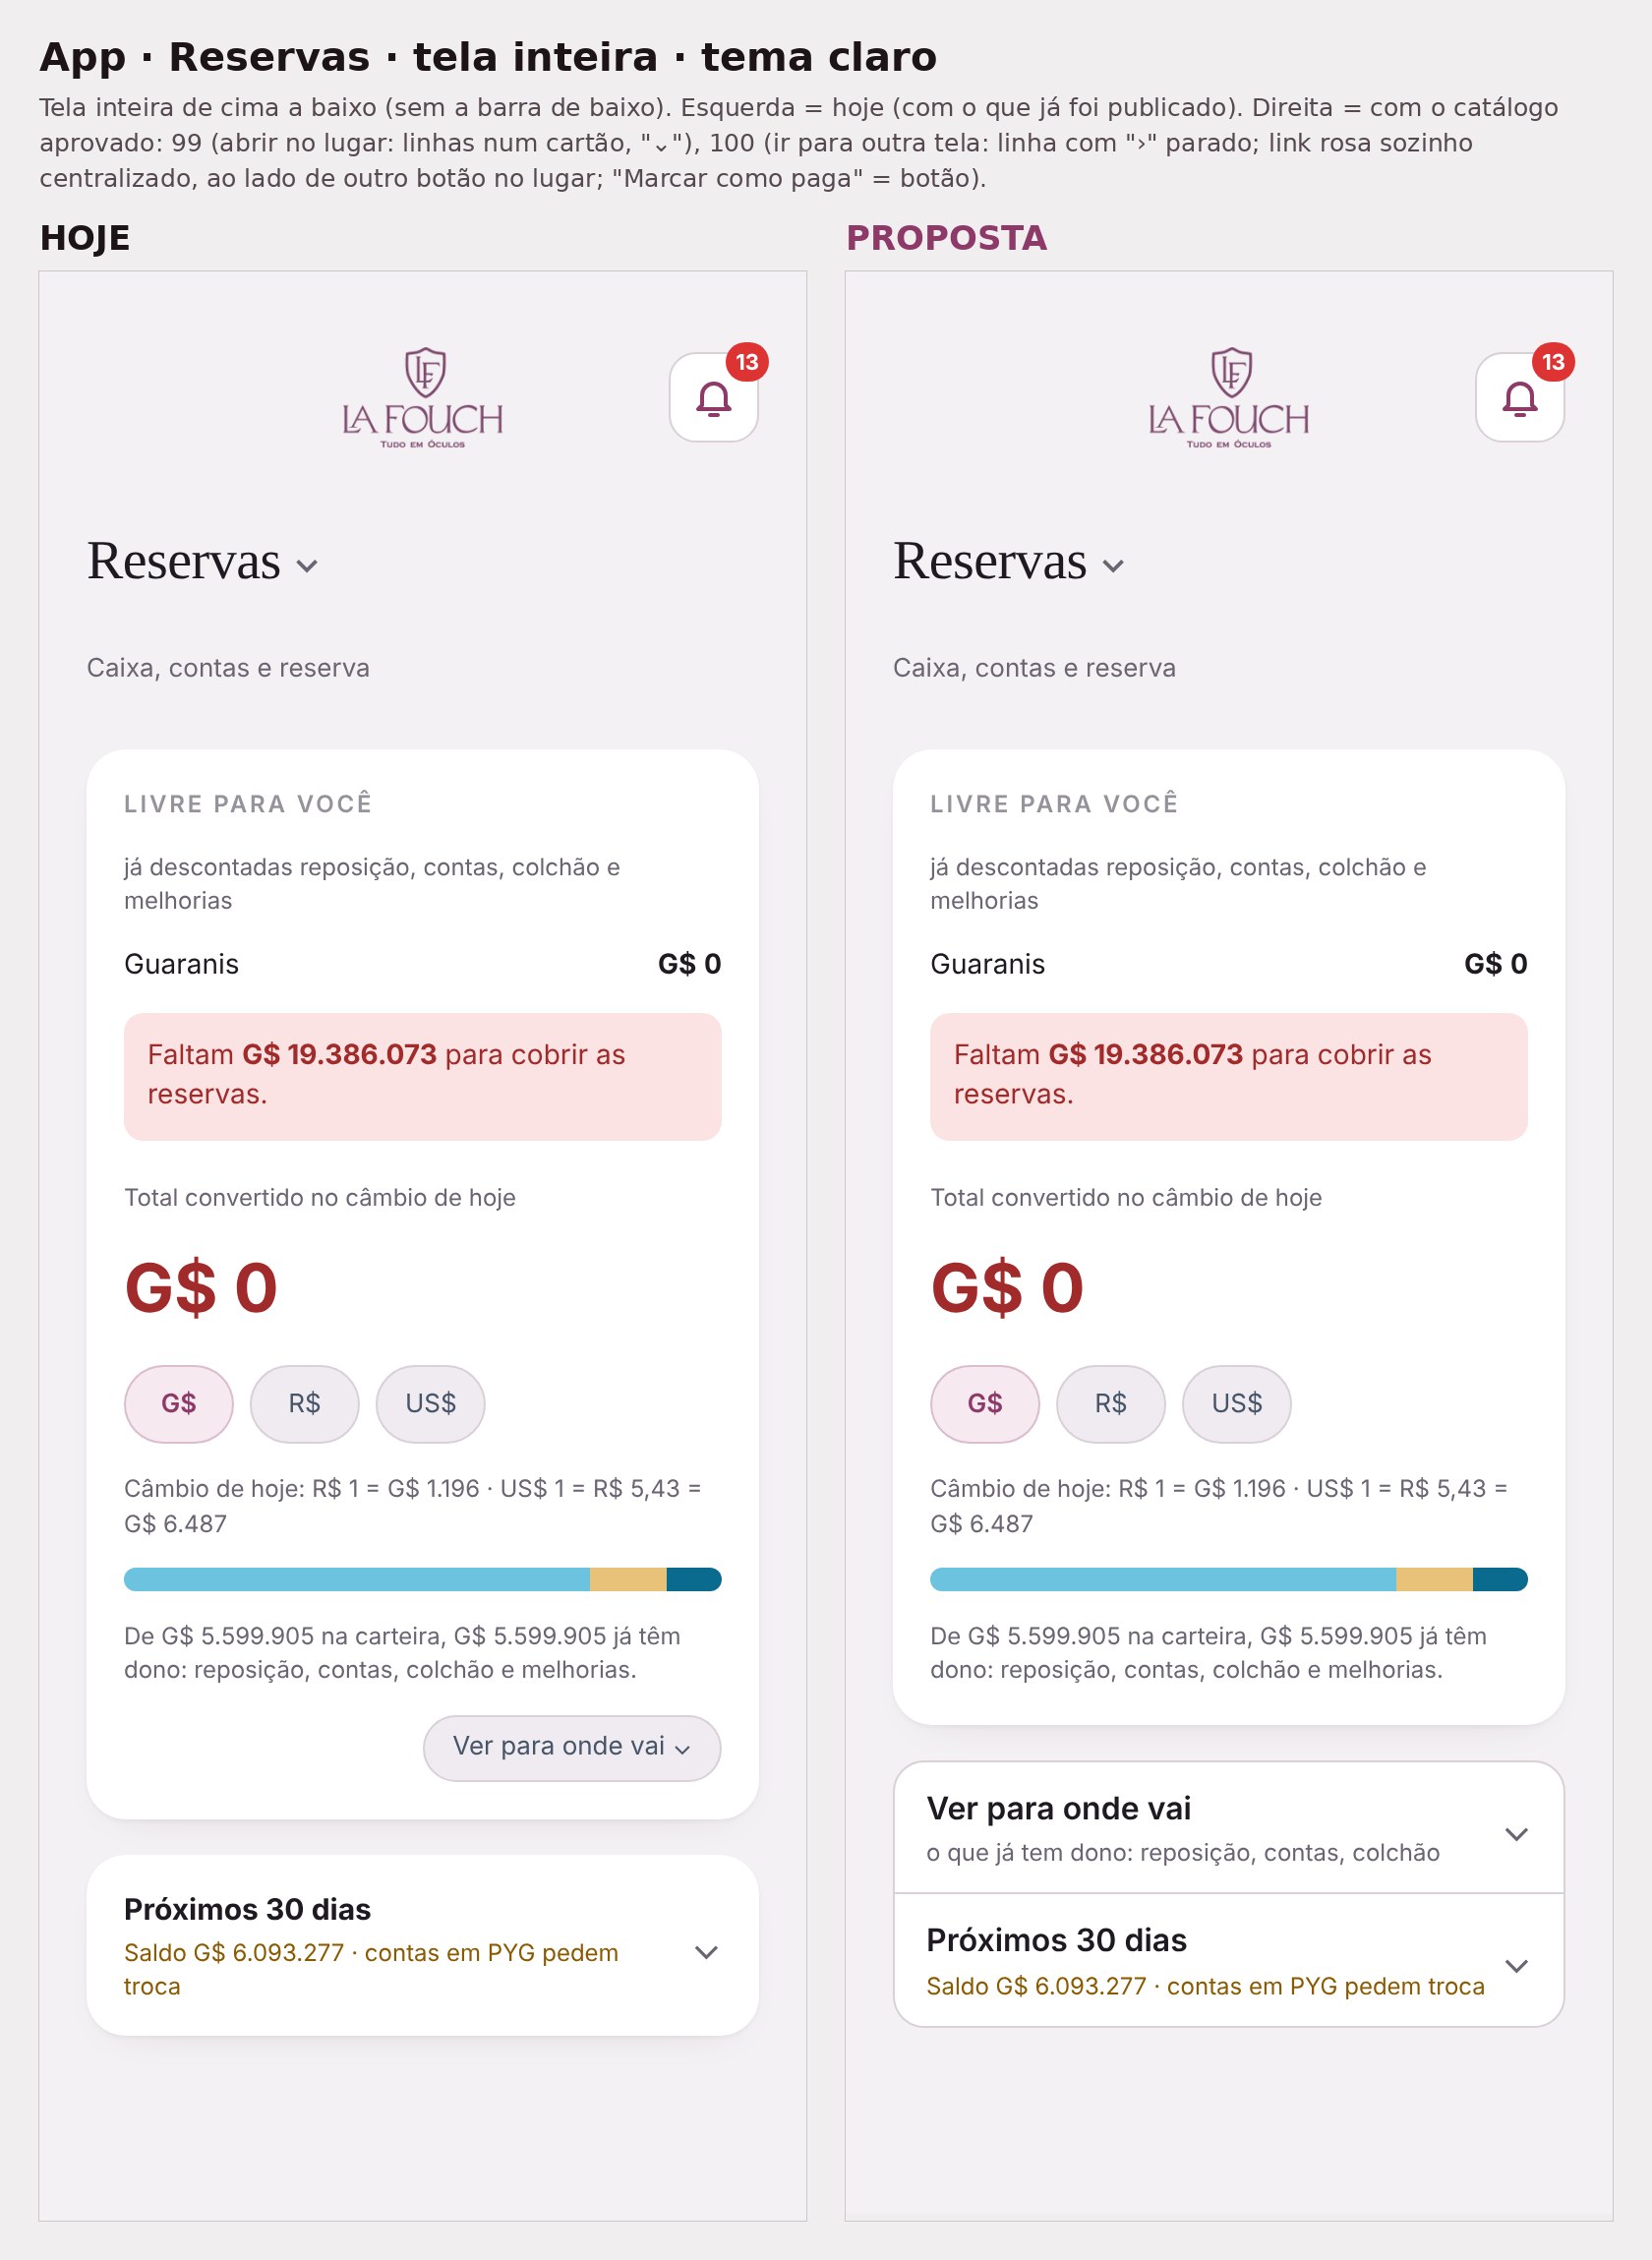 App · Reservas · tela inteira · tema claro
Tela inteira de cima a baixo (sem a barra de baixo). Esquerda = hoje (com o que já foi publicado). Direita = com o catálogo
aprovado: 99 (abrir no lugar: linhas num cartão, "⌄"), 100 (ir para outra tela: linha com "›" parado; link rosa sozinho
centralizado, ao lado de outro botão no lugar; "Marcar como paga" = botão).
HOJE
LF
LA FOUCH
TUDO EM ÓCULOS
13
Reservas
Caixa, contas e reserva
LIVRE PARA VOCÊ
já descontadas reposição, contas, colchão e
melhorias
Guaranis G$ 0
Faltam G$ 19.386.073 para cobrir as
reservas.
Total convertido no câmbio de hoje
G$ 0
G$ R$ US$
Câmbio de hoje: R$ 1 = G$ 1.196 · US$ 1 = R$ 5,43 =
G$ 6.487
De G$ 5.599.905 na carteira, G$ 5.599.905 já têm
dono: reposição, contas, colchão e melhorias.
Ver para onde vai
Próximos 30 dias
Saldo G$ 6.093.277 · contas em PYG pedem
troca
PROPOSTA
LF
LA FOUCH
TUDO EM ÓCULOS
13
Reservas
Caixa, contas e reserva
LIVRE PARA VOCÊ
já descontadas reposição, contas, colchão e
melhorias
Guaranis G$ 0
Faltam G$ 19.386.073 para cobrir as
reservas.
Total convertido no câmbio de hoje
G$ 0
G$ R$ US$
Câmbio de hoje: R$ 1 = G$ 1.196 · US$ 1 = R$ 5,43 =
G$ 6.487
De G$ 5.599.905 na carteira, G$ 5.599.905 já têm
dono: reposição, contas, colchão e melhorias.
Ver para onde vai
o que já tem dono: reposição, contas, colchão
Próximos 30 dias
Saldo G$ 6.093.277 · contas em PYG pedem troca